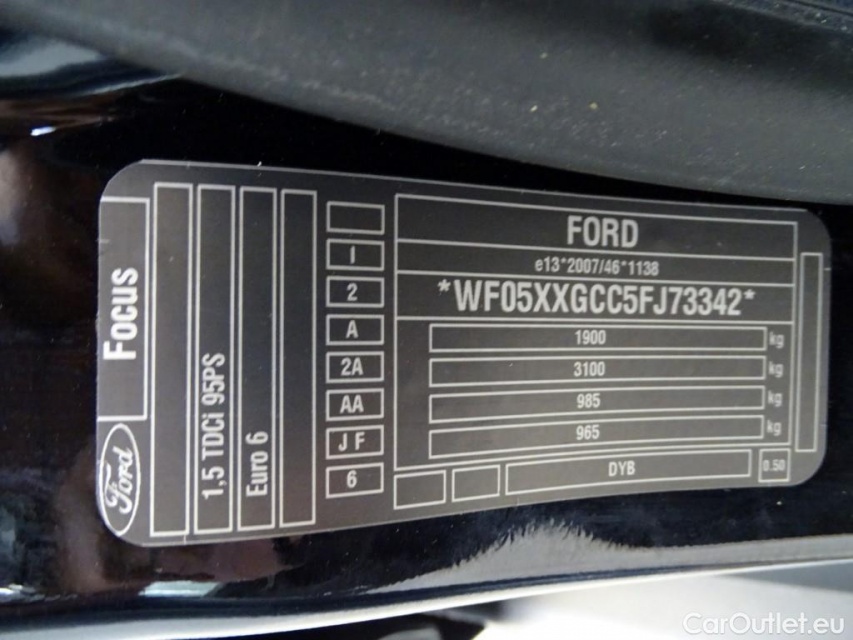 FORD
e13*2007/46*1138
*WF05XXGCC5FJ73342*
1900 kg
3100 kg
985 kg
965 kg
DYB
0.50
1
2
A
2A
AA
J F
6
Focus
Ford
1,5 TDCi 95PS
Euro 6
CarOutlet.eu